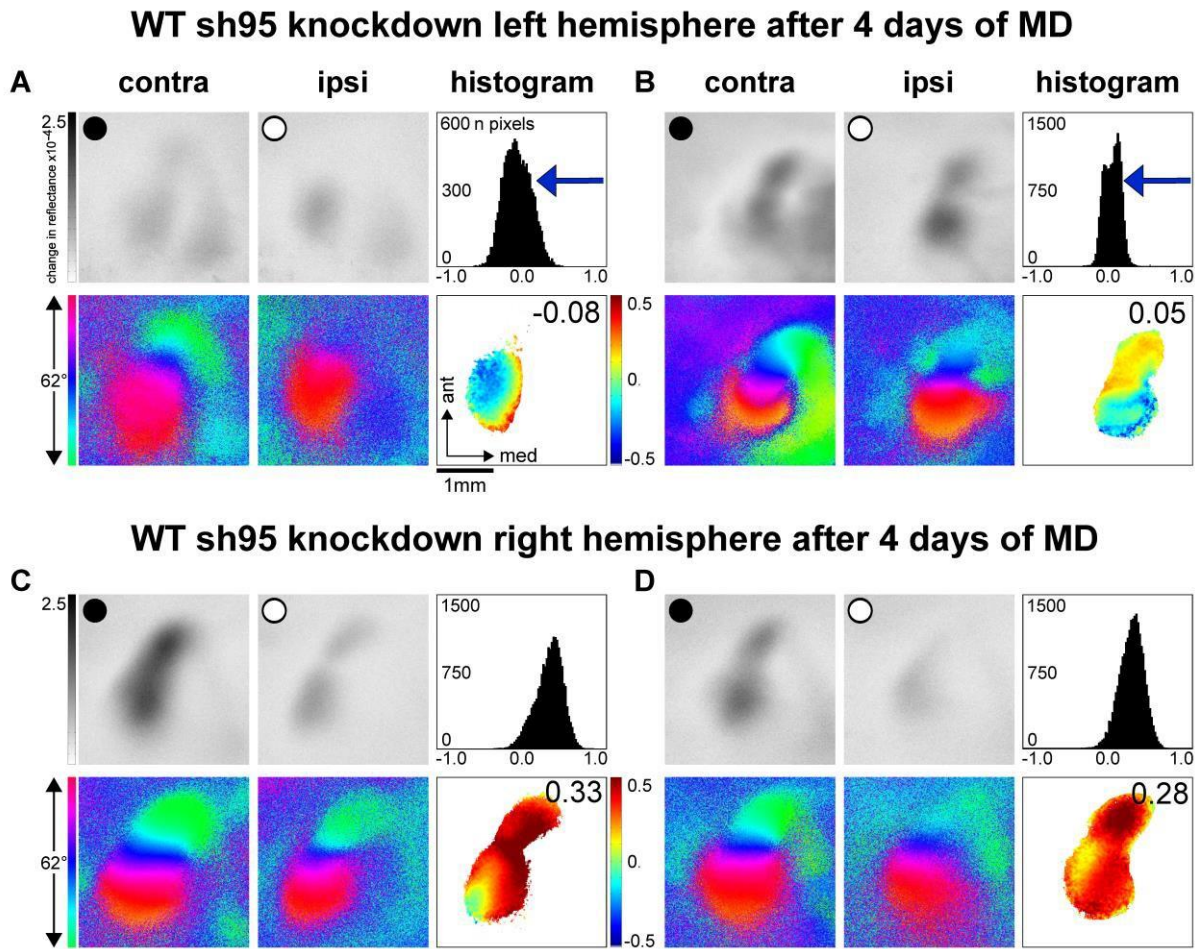 WT sh95 knockdown left hemisphere after 4 days of MD
A contra ipsi histogram B contra ipsi histogram
2.5
change in reflectance x10-4
600 n pixels
300
0
-1.0 0.0 1.0
1500
750
0
-1.0 0.0 1.0
62°
-0.08
ant
med
1mm
0.5
0.
-0.5
0.05
WT sh95 knockdown right hemisphere after 4 days of MD
C D
2.5
1500
750
0
-1.0 0.0 1.0
1500
750
0
-1.0 0.0 1.0
62°
0.33
0.5
0.
-0.5
0.28